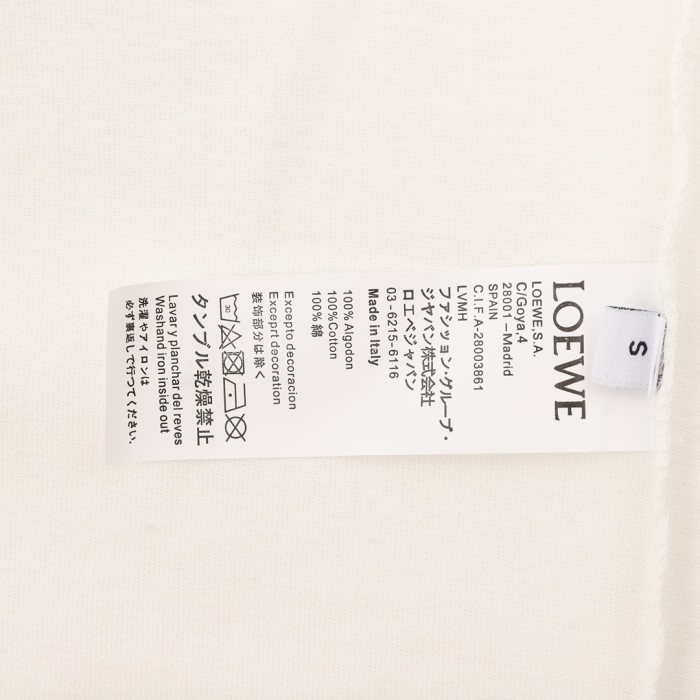 S
LOEWE
LOEWE,S.A.
C/Goya,4
28001－Madrid
SPAIN
C.I.F.A-28003861
LVMH
ファッション・グループ・
ジヤパン株式会社
ロエベジャパン
03-6215-6116
Made in Italy
100% Algodon
100%Cotton
100% 綿
Excepto decoracion
Exceprt decoration
装飾部分は除く
30
タンブル乾燥禁止
Lavar y planchar del reves
Washand iron inside out
洗濯やアイロンは
必ず裏返しで行つてください.